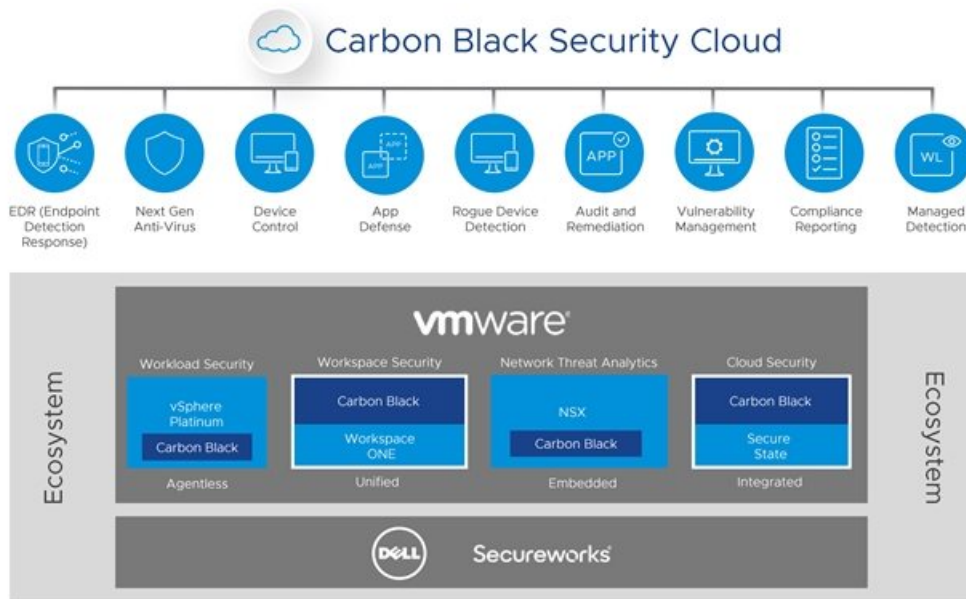 Carbon Black Security Cloud
APP
APP
APP
WL
EDR (Endpoint
Detection
Response)
Next Gen
Anti-Virus
Device
Control
App
Defense
Rogue Device
Detection
Audit and
Remediation
Vulnerability
Management
Compliance
Reporting
Managed
Detection
Ecosystem
vmware®
Workload Security
vSphere
Platinum
Carbon Black
Agentless
Workspace Security
Carbon Black
Workspace
ONE
Unified
Network Threat Analytics
NSX
Carbon Black
Embedded
Cloud Security
Carbon Black
Secure
State
Integrated
Ecosystem
DELL
Secureworks®